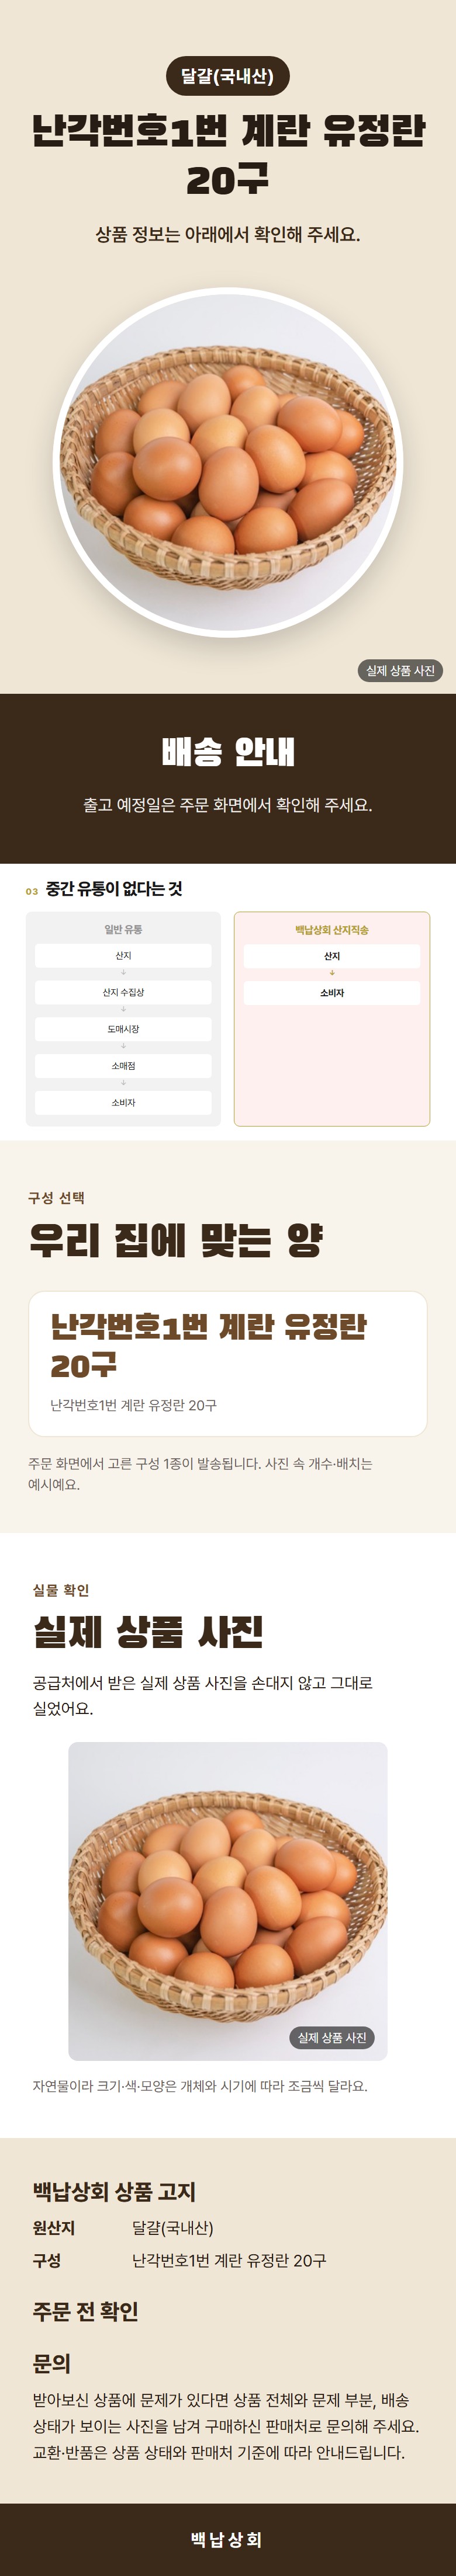 달걀(국내산)
난각번호1번 계란 유정란
20구
상품 정보는 아래에서 확인해 주세요.
실제 상품 사진
배송 안내
출고 예정일은 주문 화면에서 확인해 주세요.
03 중간 유통이 없다는 것
일반 유통
산지
↓
산지 수집상
↓
도매시장
↓
소매점
↓
소비자
백납상회 산지직송
산지
↓
소비자
구성 선택
우리 집에 맞는 양
난각번호1번 계란 유정란
20구
난각번호1번 계란 유정란 20구
주문 화면에서 고른 구성 1종이 발송됩니다. 사진 속 개수·배치는
예시예요.
실물 확인
실제 상품 사진
공급처에서 받은 실제 상품 사진을 손대지 않고 그대로
실었어요.
실제 상품 사진
자연물이라 크기·색·모양은 개체와 시기에 따라 조금씩 달라요.
백납상회 상품 고지
원산지 달걀(국내산)
구성 난각번호1번 계란 유정란 20구
주문 전 확인
문의
받아보신 상품에 문제가 있다면 상품 전체와 문제 부분, 배송
상태가 보이는 사진을 남겨 구매하신 판매처로 문의해 주세요.
교환·반품은 상품 상태와 판매처 기준에 따라 안내드립니다.
백납상회